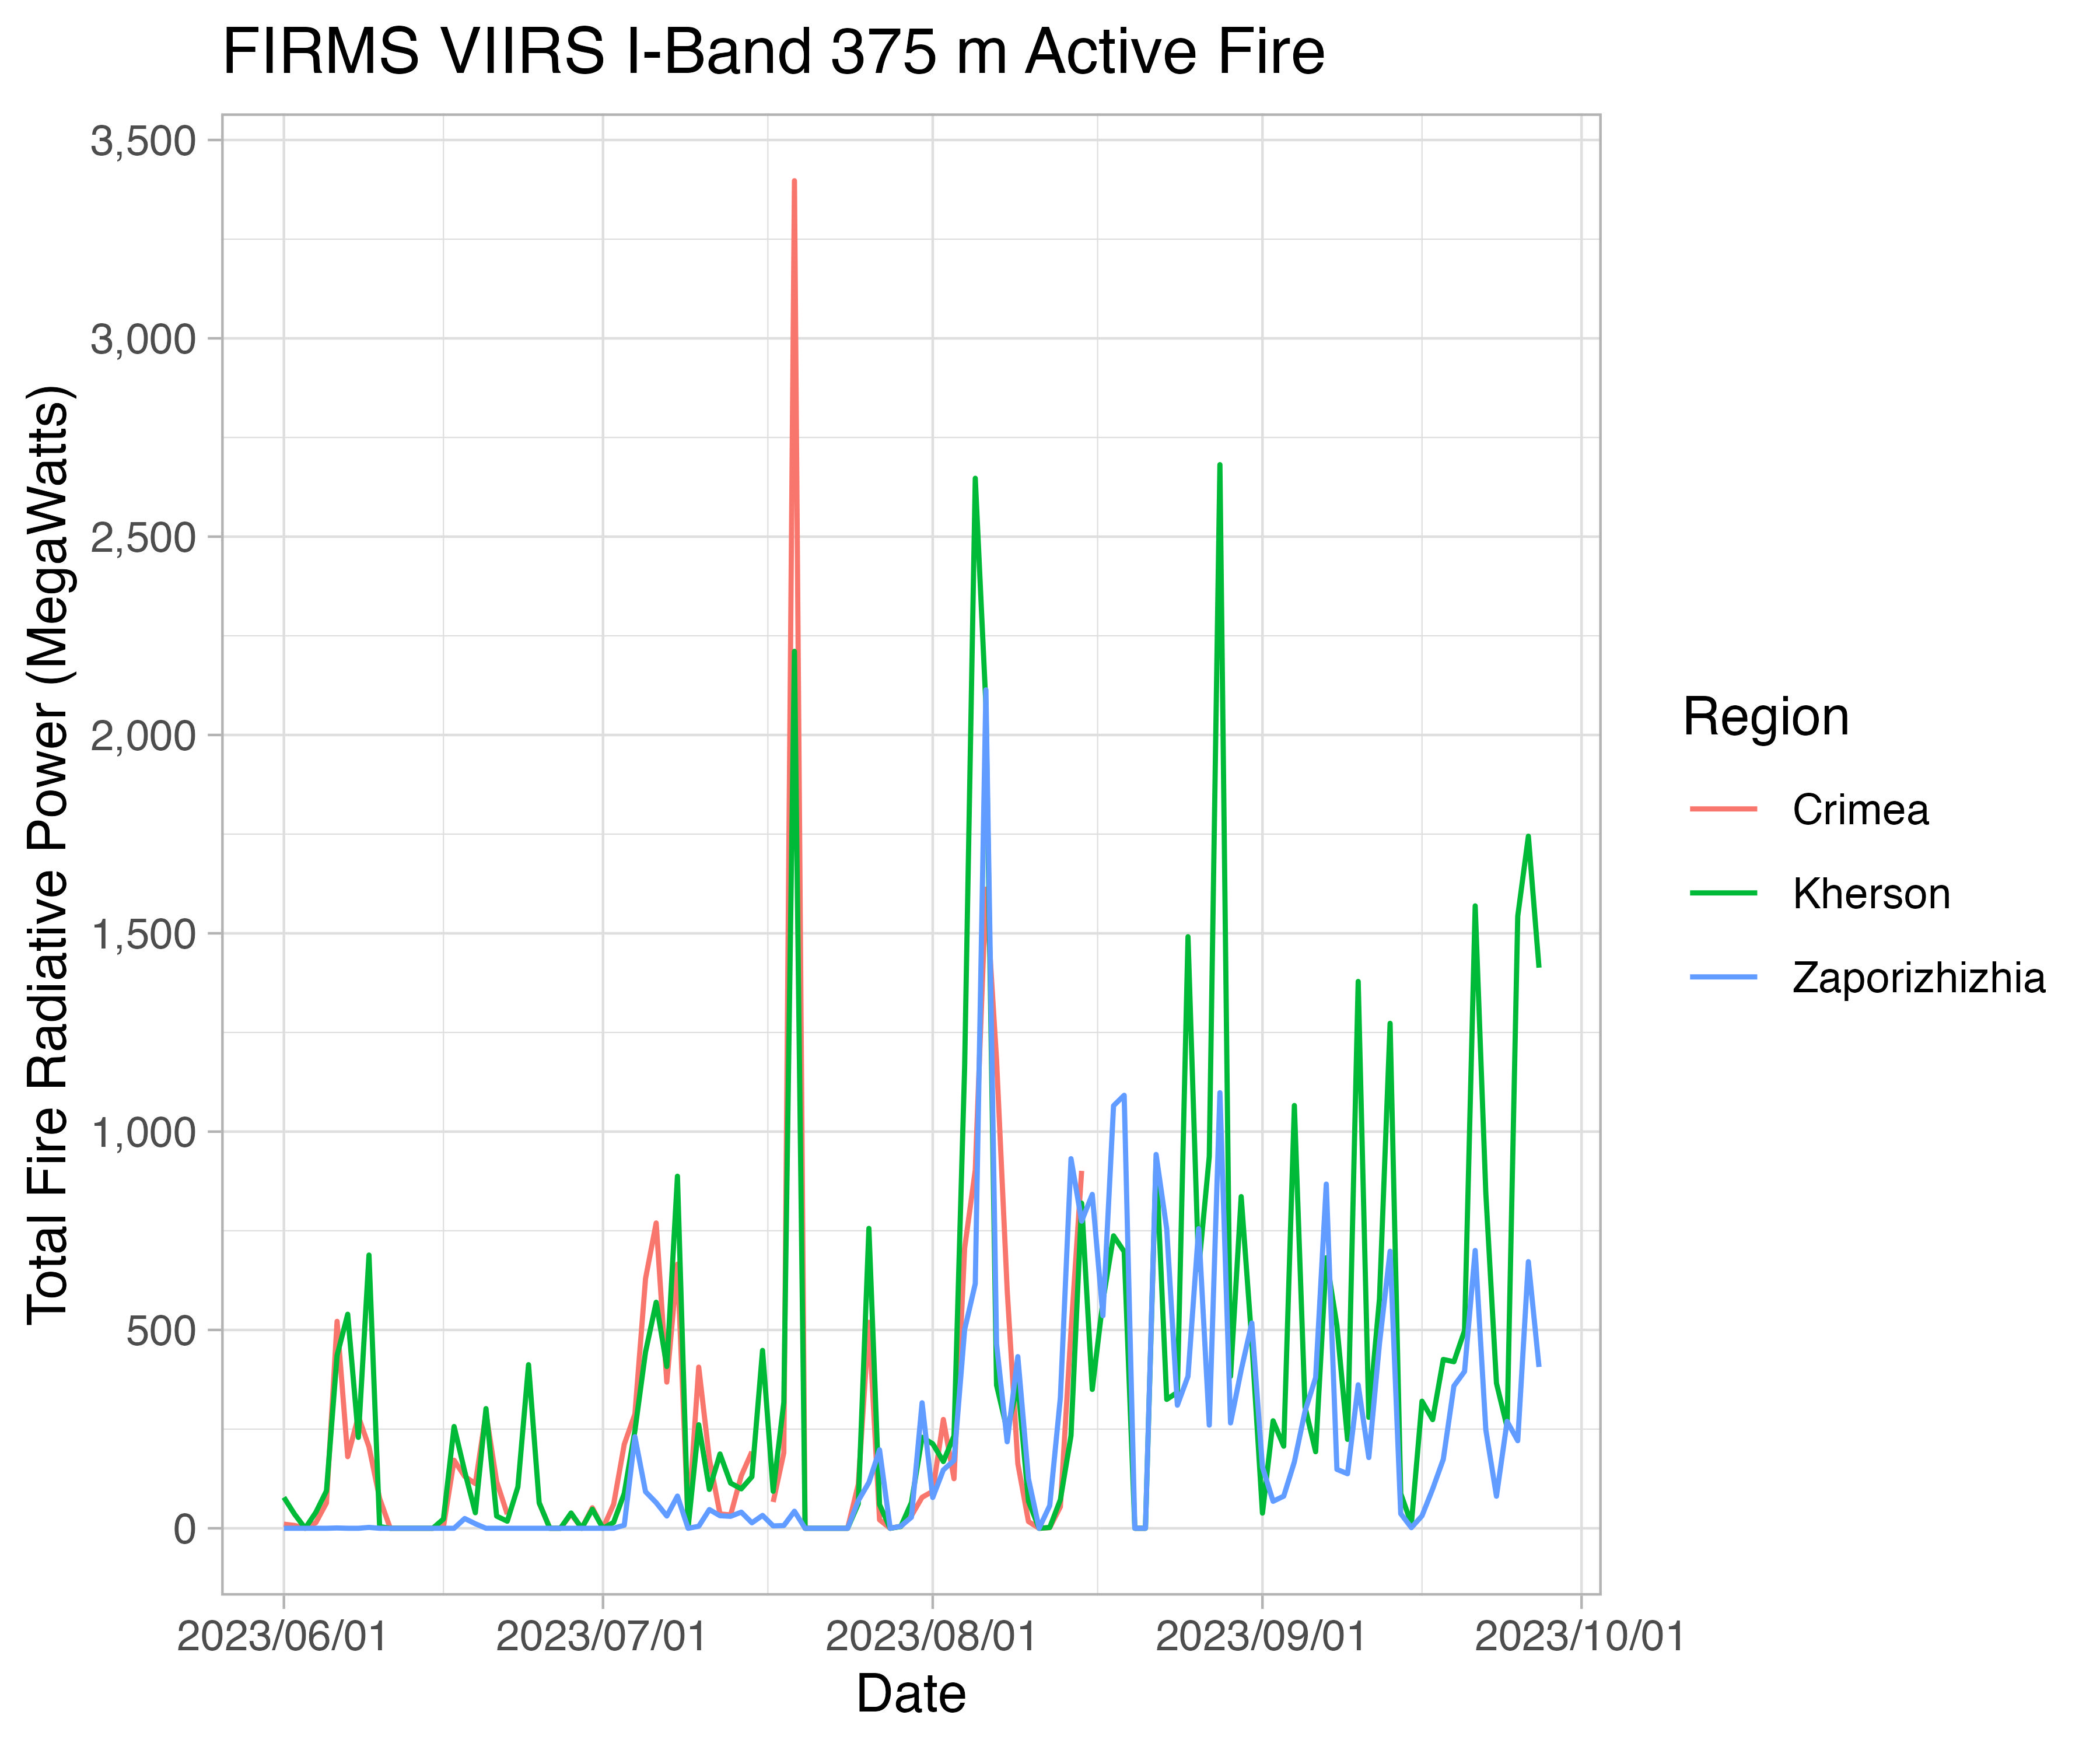 FIRMS VIIRS I-Band 375 m Active Fire
3,500
3,000
2,500
2,000
1,500
1,000
500
0
Total Fire Radiative Power (MegaWatts)
2023/06/01
2023/07/01
2023/08/01
2023/09/01
2023/10/01
Date
Region
Crimea
Kherson
Zaporizhizhia